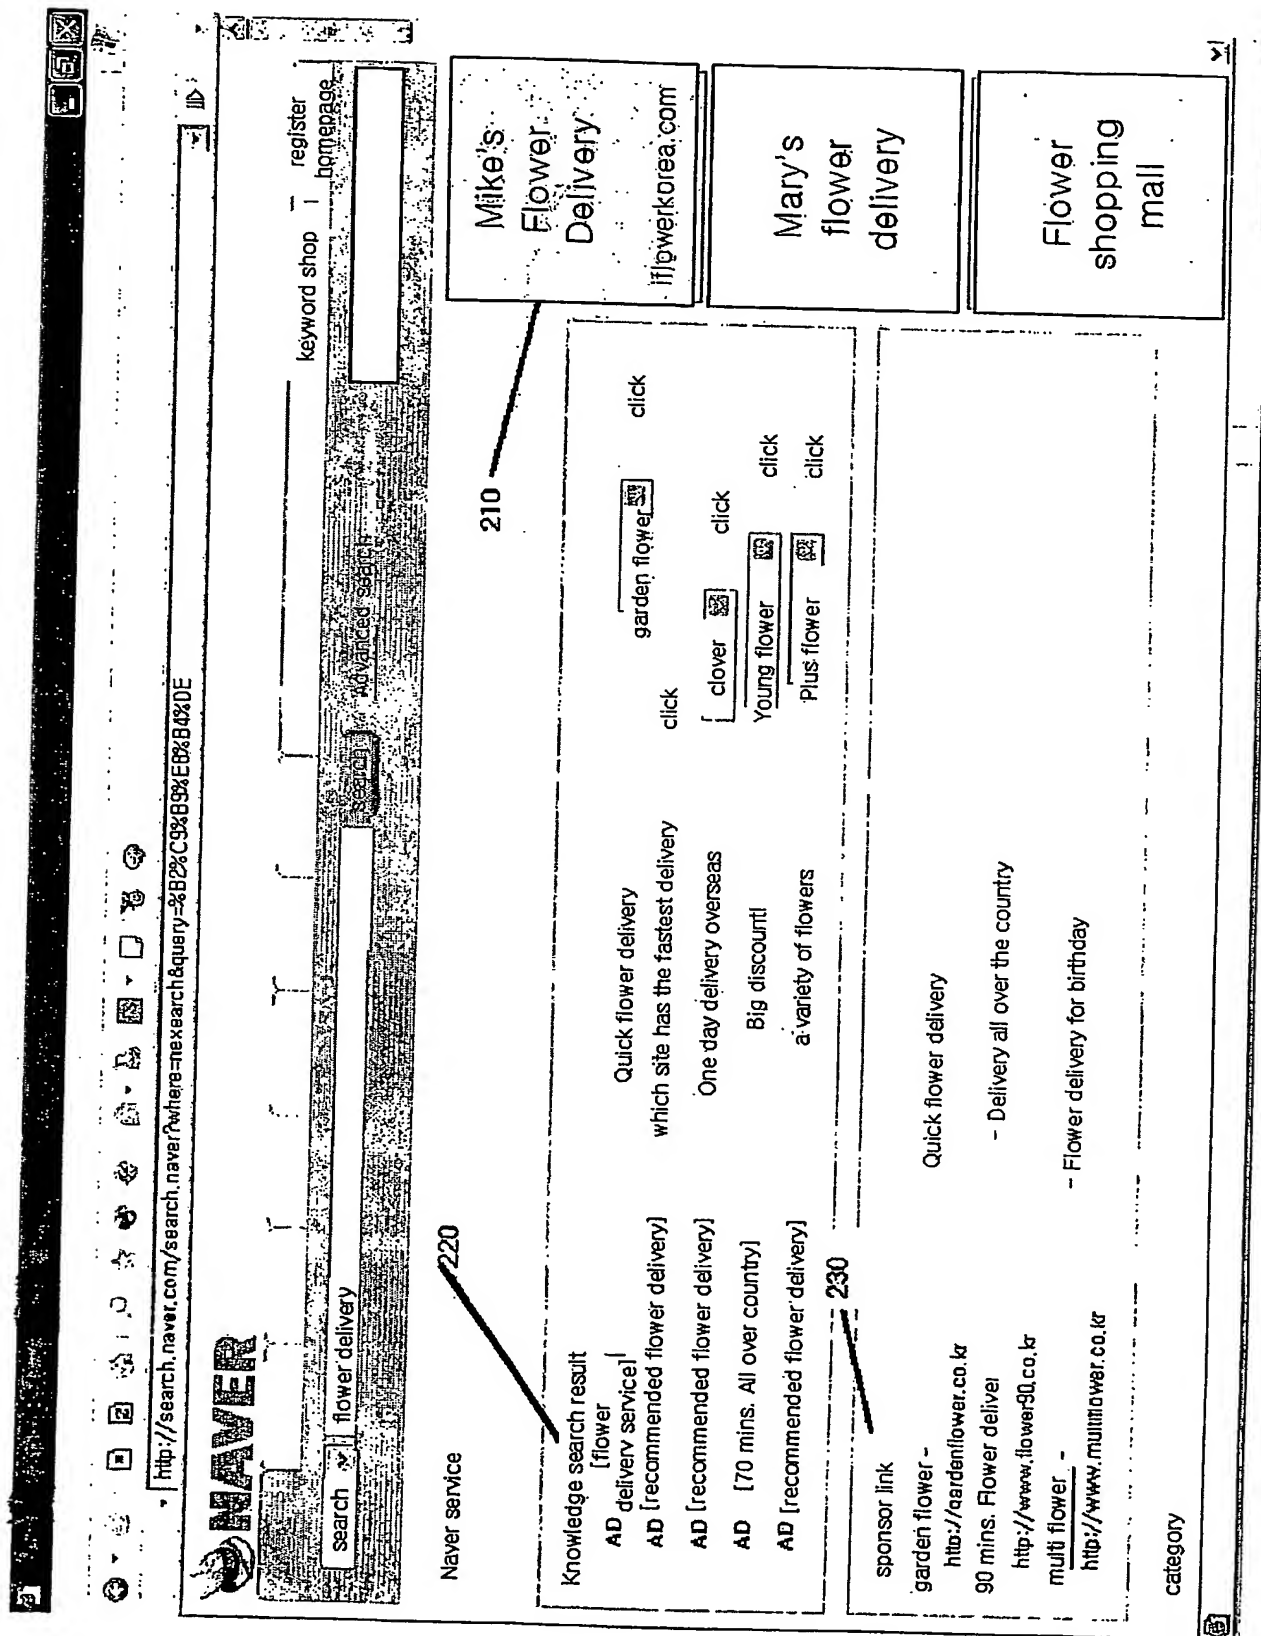 http://search.naver.com/search.naver?where=nexearch&query=%B2%C9%B9%E8%B4%DE
NAVER
keyword shop | register homepage
search flower delivery search Advanced search
Naver service
220
210
Knowledge search result
AD [flower delivery service] Quick flower delivery garden flower click
AD [recommended flower delivery] which site has the fastest delivery click
AD [recommended flower delivery] One day delivery overseas clover click
AD [70 mins. All over country] Big discount! Young flower click
AD [recommended flower delivery] a variety of flowers Plus flower click
230
sponsor link
garden flower - Quick flower delivery
http://gardenflower.co.kr
90 mins. Flower deliver - Delivery all over the country
http://www.flower90.co.kr
multi flower - - Flower delivery for birthday
http://www.multiflower.co.kr
category
Mike's
Flower
Delivery
Mary's
flower
delivery
Flower
shopping
mall